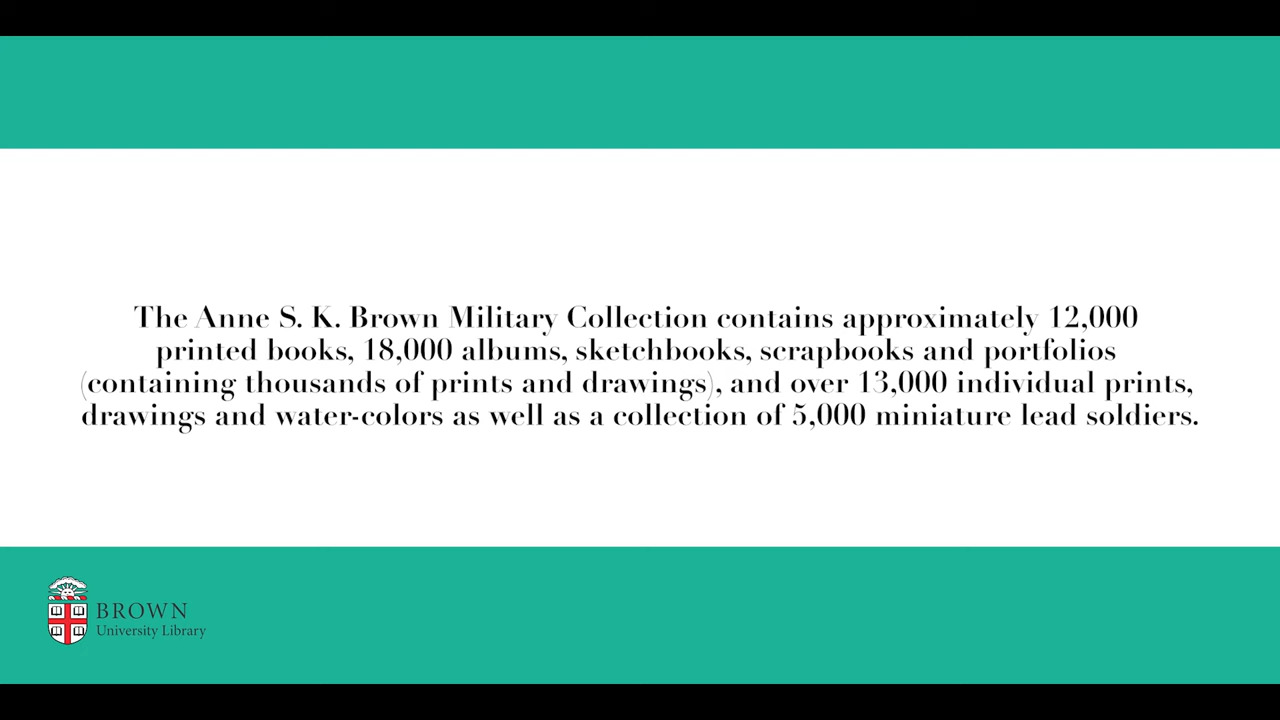 The Anne S. K. Brown Military Collection contains approximately 12,000
printed books, 18,000 albums, sketchbooks, scrapbooks and portfolios
(containing thousands of prints and drawings), and over 13,000 individual prints,
drawings and water-colors as well as a collection of 5,000 miniature lead soldiers.
BROWN
University Library